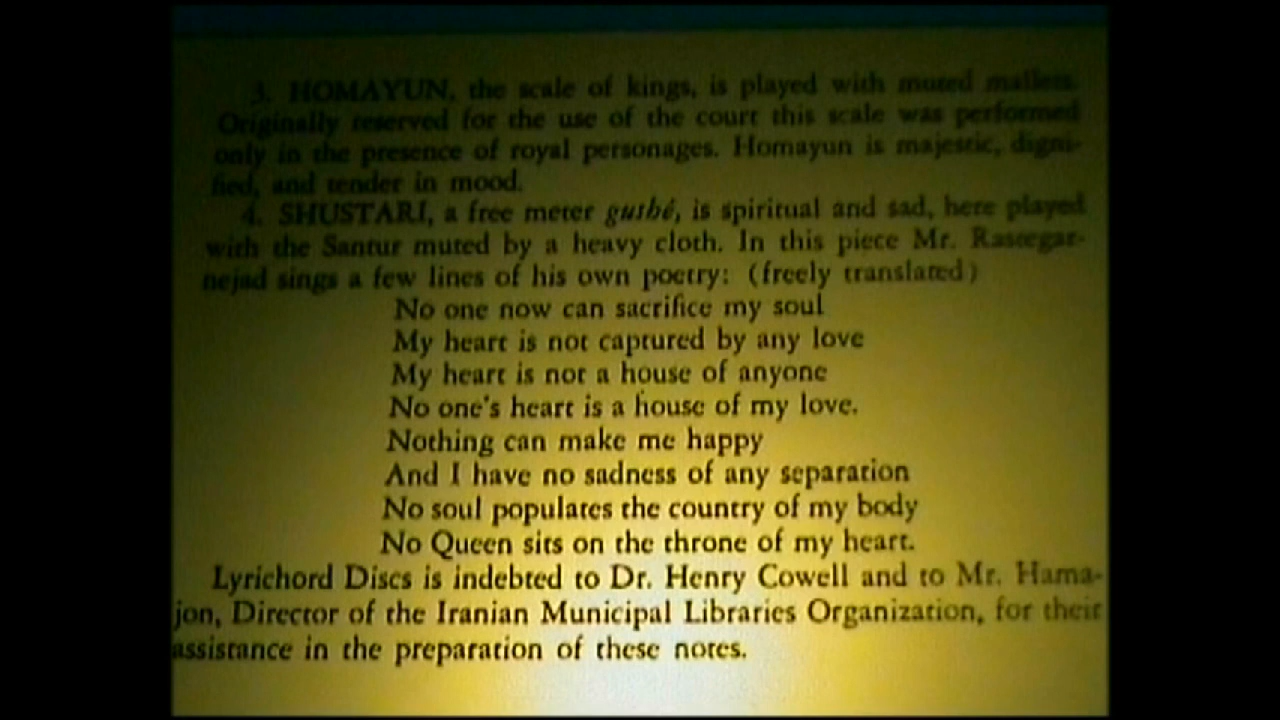 3. HOMAYUN, the scale of kings, is played with muted mallets.
Originally reserved for the use of the court this scale was performed
only in the presence of royal personages. Homayun is majestic, digni-
fied, and tender in mood.
4. SHUSTARI, a free meter gushé, is spiritual and sad, here played
with the Santur muted by a heavy cloth. In this piece Mr. Rastegar-
nejad sings a few lines of his own poetry: (freely translated)
No one now can sacrifice my soul
My heart is not captured by any love
My heart is not a house of anyone
No one's heart is a house of my love.
Nothing can make me happy
And I have no sadness of any separation
No soul populates the country of my body
No Queen sits on the throne of my heart.
Lyrichord Discs is indebted to Dr. Henry Cowell and to Mr. Hama-
jon, Director of the Iranian Municipal Libraries Organization, for their
assistance in the preparation of these notes.